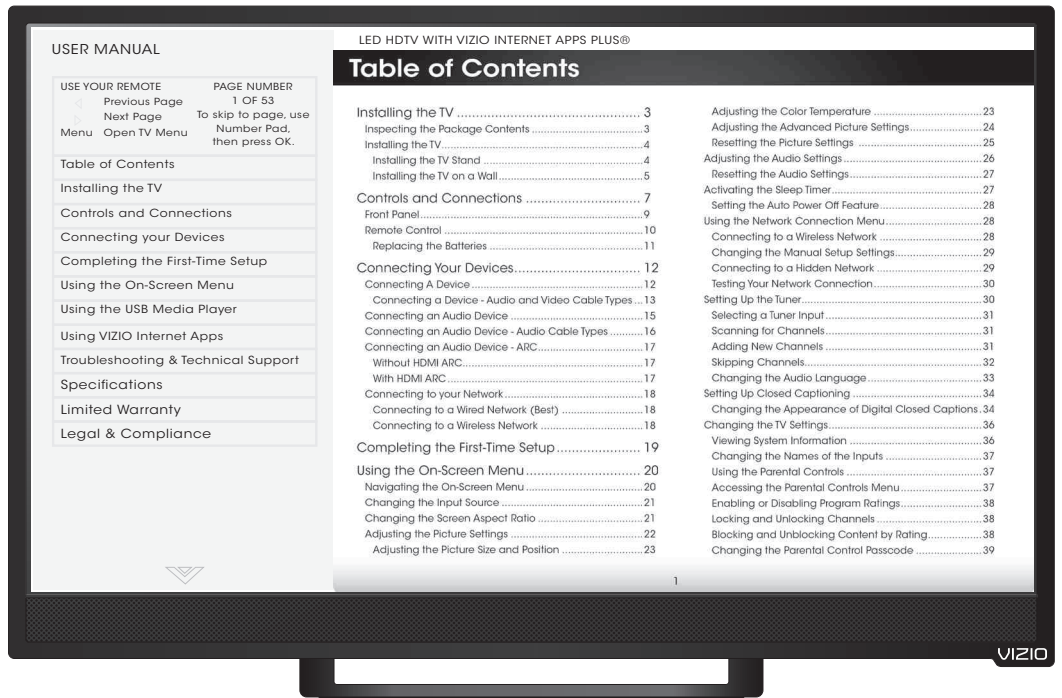 USER MANUAL
USE YOUR REMOTE
Previous Page
Next Page
Menu Open TV Menu
PAGE NUMBER
1 OF 53
To skip to page, use
Number Pad,
then press OK.
Table of Contents
Installing the TV
Controls and Connections
Connecting your Devices
Completing the First-Time Setup
Using the On-Screen Menu
Using the USB Media Player
Using VIZIO Internet Apps
Troubleshooting & Technical Support
Specifications
Limited Warranty
Legal & Compliance
LED HDTV WITH VIZIO INTERNET APPS PLUS®
Table of Contents
Installing the TV ........................... 3
Inspecting the Package Contents ........................... 3
Installing the TV ........................... 4
Installing the TV Stand ........................... 4
Installing the TV on a Wall ........................... 5
Controls and Connections ........................... 7
Front Panel ........................... 9
Remote Control ........................... 10
Replacing the Batteries ........................... 11
Connecting Your Devices ........................... 12
Connecting A Device ........................... 12
Connecting a Device - Audio and Video Cable Types ... 13
Connecting an Audio Device ........................... 15
Connecting an Audio Device - Audio Cable Types .......... 16
Connecting an Audio Device - ARC ........................... 17
Without HDMI ARC ........................... 17
With HDMI ARC ........................... 17
Connecting to your Network ........................... 18
Connecting to a Wired Network (Best) ........................... 18
Connecting to a Wireless Network ........................... 18
Completing the First-Time Setup ........................... 19
Using the On-Screen Menu ........................... 20
Navigating the On-Screen Menu ........................... 20
Changing the Input Source ........................... 21
Changing the Screen Aspect Ratio ........................... 21
Adjusting the Picture Settings ........................... 22
Adjusting the Picture Size and Position ........................... 23
Adjusting the Color Temperature ........................... 23
Adjusting the Advanced Picture Settings ........................... 24
Resetting the Picture Settings ........................... 25
Adjusting the Audio Settings ........................... 26
Resetting the Audio Settings ........................... 27
Activating the Sleep Timer ........................... 27
Setting the Auto Power Off Feature ........................... 28
Using the Network Connection Menu ........................... 28
Connecting to a Wireless Network ........................... 28
Changing the Manual Setup Settings ........................... 29
Connecting to a Hidden Network ........................... 29
Testing Your Network Connection ........................... 30
Setting Up the Tuner ........................... 30
Selecting a Tuner Input ........................... 31
Scanning for Channels ........................... 31
Adding New Channels ........................... 31
Skipping Channels ........................... 32
Changing the Audio Language ........................... 33
Setting Up Closed Captioning ........................... 34
Changing the Appearance of Digital Closed Captions . 34
Changing the TV Settings ........................... 36
Viewing System Information ........................... 36
Changing the Names of the Inputs ........................... 37
Using the Parental Controls ........................... 37
Accessing the Parental Controls Menu ........................... 37
Enabling or Disabling Program Ratings ........................... 38
Locking and Unlocking Channels ........................... 38
Blocking and Unblocking Content by Rating ........................... 38
Changing the Parental Control Passcode ........................... 39
1
VIZIO